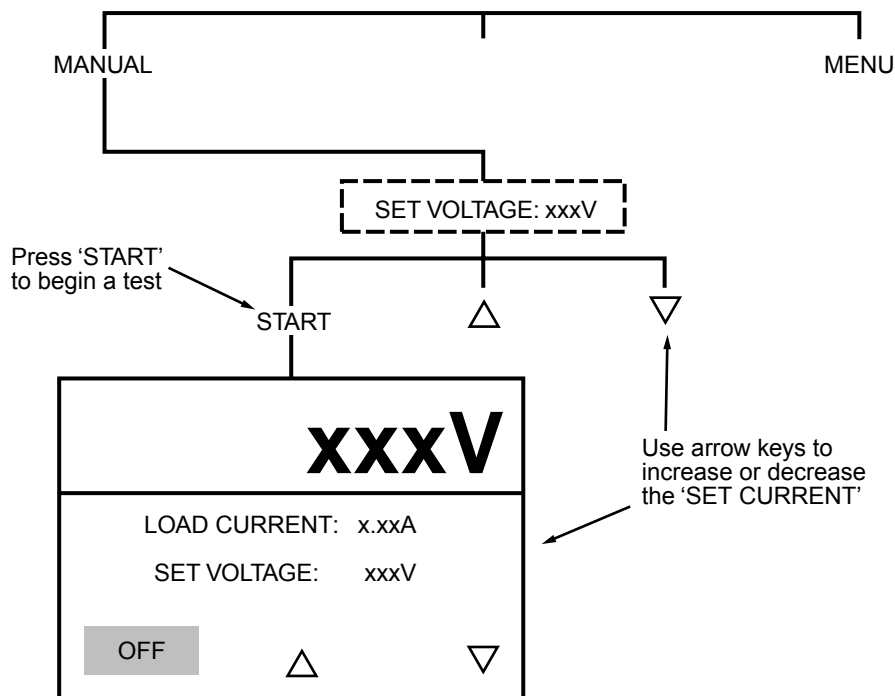 MANUAL
MENU
SET VOLTAGE: xxxV
Press ‘START’
to begin a test
START
xxxV
Use arrow keys to
increase or decrease
the ‘SET CURRENT’
LOAD CURRENT: x.xxA
SET VOLTAGE: xxxV
OFF